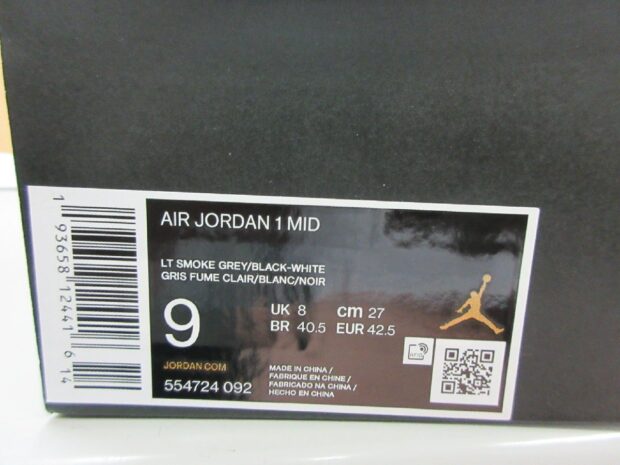 AIR JORDAN 1 MID
LT SMOKE GREY/BLACK-WHITE
GRIS FUME CLAIR/BLANC/NOIR
9
UK 8 cm 27
BR 40.5 EUR 42.5
JORDAN.COM
554724 092
MADE IN CHINA /
FABRIQUE EN CHINE /
FABRICADO NA CHINA /
HECHO EN CHINA
1 93658 12441 6 14